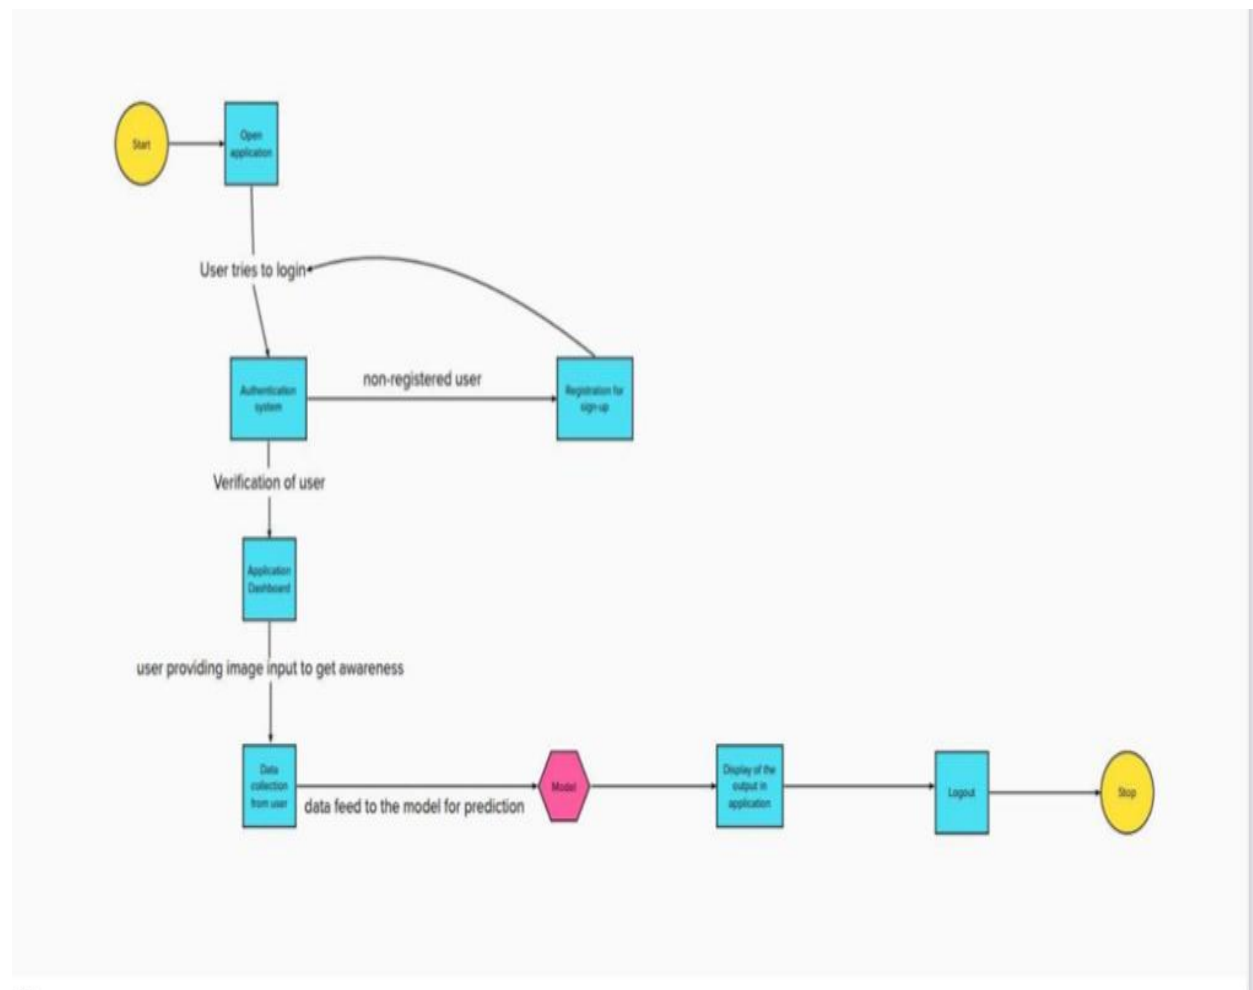 Start
Open
application
User tries to login
Authentication
system
non-registered user
Registration for
sign-up
Verification of user
Application
Dashboard
user providing image input to get awareness
Data
collection
from user
data feed to the model for prediction
Model
Display of the
output in
application
Logout
Stop